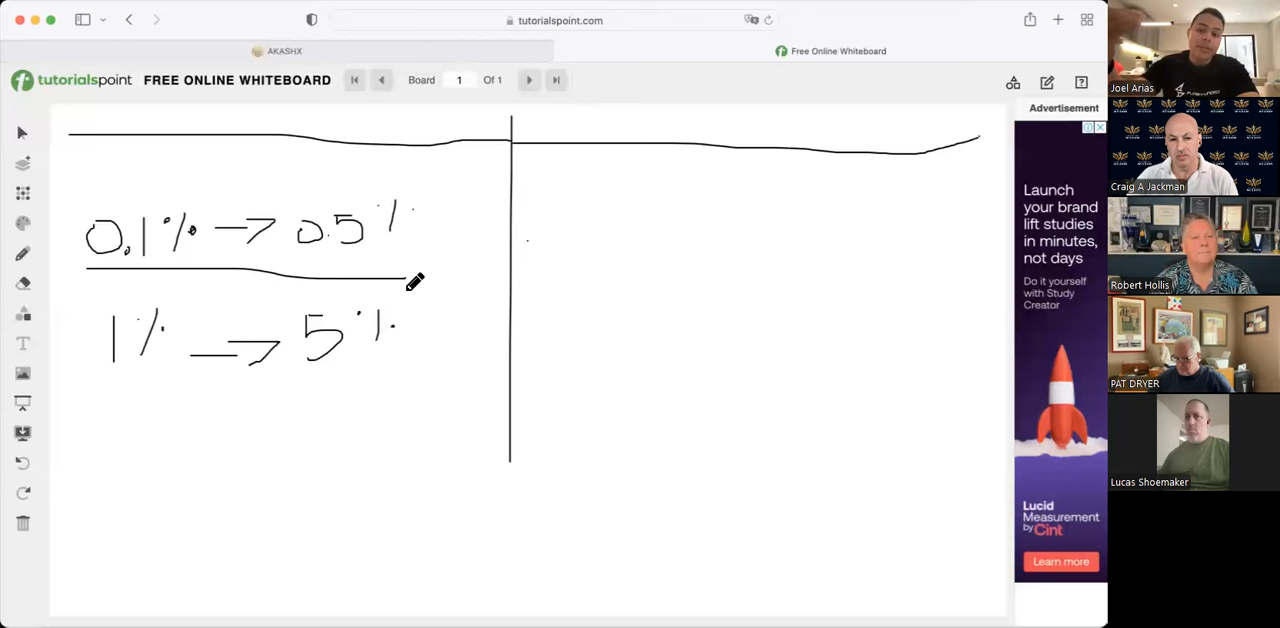 tutorialspoint.com
AKASHX
Free Online Whiteboard
tutorialspoint FREE ONLINE WHITEBOARD
Board 1 Of 1
Advertisement
0.1% → 0.5%
1% → 5%
Launch
your brand
lift studies
in minutes,
not days
Do it yourself
with Study
Creator
Lucid
Measurement
by Cint
Learn more
Joel Arias
Craig A Jackman
Robert Hollis
PAT DRYER
Lucas Shoemaker